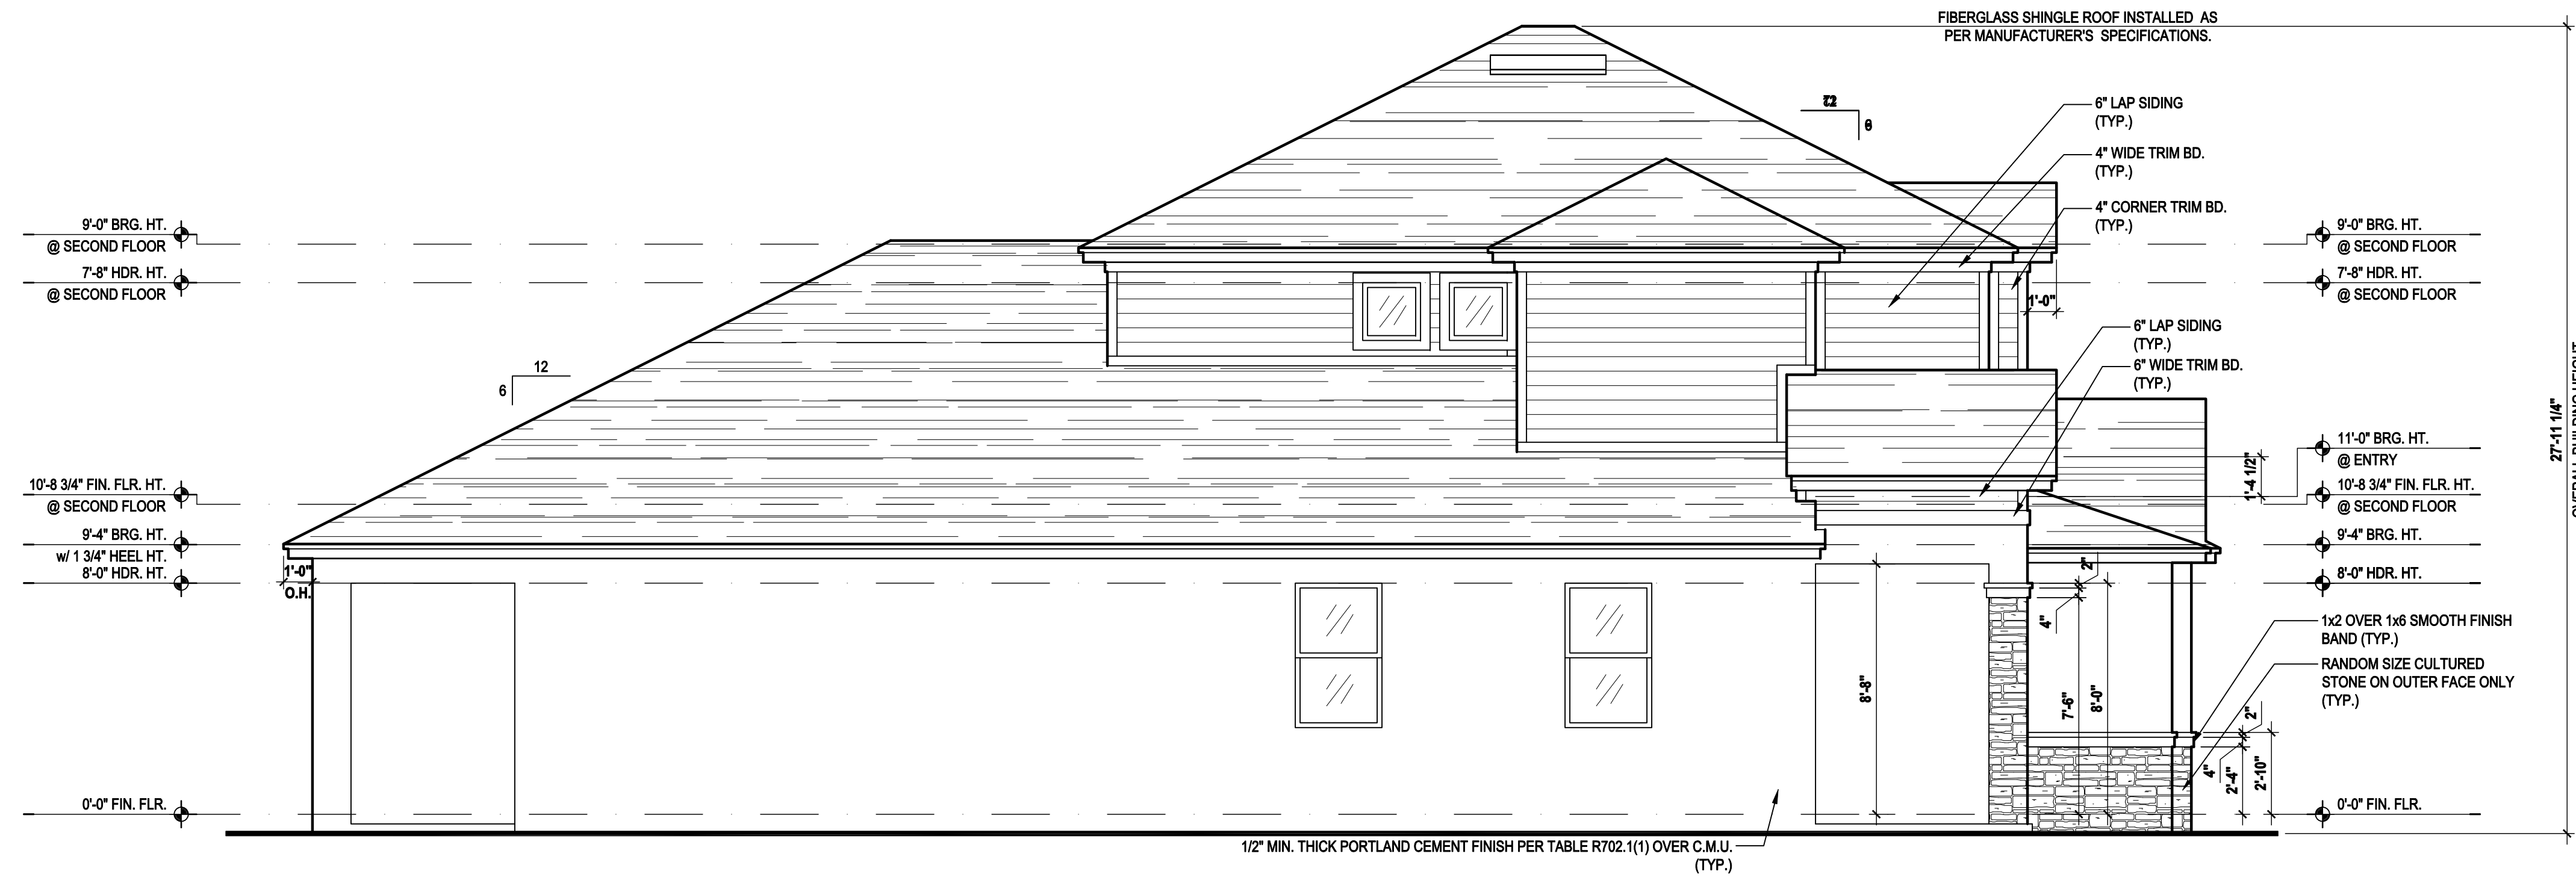 FIBERGLASS SHINGLE ROOF INSTALLED AS
PER MANUFACTURER'S SPECIFICATIONS.
6" LAP SIDING
(TYP.)
4" WIDE TRIM BD.
(TYP.)
4" CORNER TRIM BD.
(TYP.)
9'-0" BRG. HT.
@ SECOND FLOOR
7'-8" HDR. HT.
@ SECOND FLOOR
9'-0" BRG. HT.
@ SECOND FLOOR
7'-8" HDR. HT.
@ SECOND FLOOR
1'-0"
6" LAP SIDING
(TYP.)
6" WIDE TRIM BD.
(TYP.)
12
6
27'-11 1/4"
OVERALL BUILDING HEIGHT
10'-8 3/4" FIN. FLR. HT.
@ SECOND FLOOR
9'-4" BRG. HT.
w/ 1 3/4" HEEL HT.
8'-0" HDR. HT.
1'-0"
O.H.
11'-0" BRG. HT.
@ ENTRY
1'-4 1/2"
10'-8 3/4" FIN. FLR. HT.
@ SECOND FLOOR
9'-4" BRG. HT.
8'-0" HDR. HT.
2"
4"
8'-8"
7'-6"
8'-0"
1x2 OVER 1x6 SMOOTH FINISH
BAND (TYP.)
RANDOM SIZE CULTURED
STONE ON OUTER FACE ONLY
(TYP.)
2"
4"
2'-4"
2'-10"
0'-0" FIN. FLR.
0'-0" FIN. FLR.
1/2" MIN. THICK PORTLAND CEMENT FINISH PER TABLE R702.1(1) OVER C.M.U.
(TYP.)